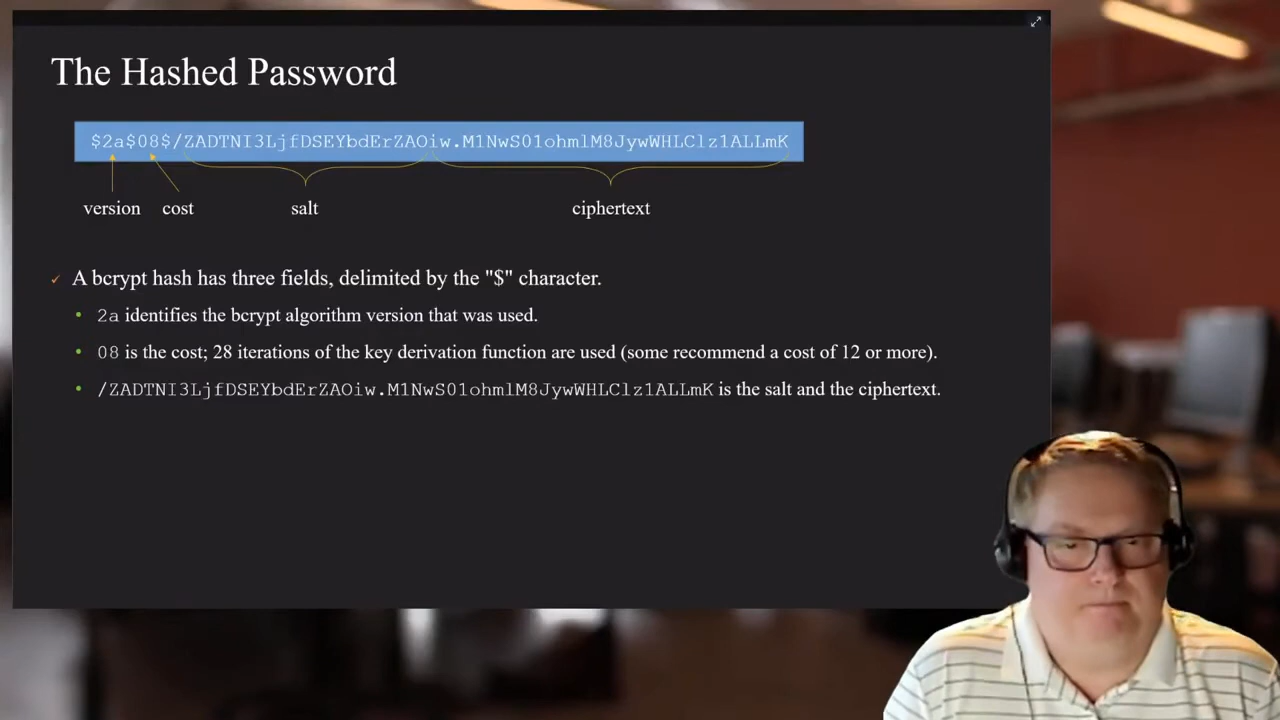 The Hashed Password
$2a$08$/ZADTNI3LjfDSEYbdErZAOiw.M1NwS01ohmlM8JywWHLClz1ALLmK
version cost salt ciphertext
A bcrypt hash has three fields, delimited by the "$" character.
2a identifies the bcrypt algorithm version that was used.
08 is the cost; 28 iterations of the key derivation function are used (some recommend a cost of 12 or more).
/ZADTNI3LjfDSEYbdErZAOiw.M1NwS01ohmlM8JywWHLClz1ALLmK is the salt and the ciphertext.